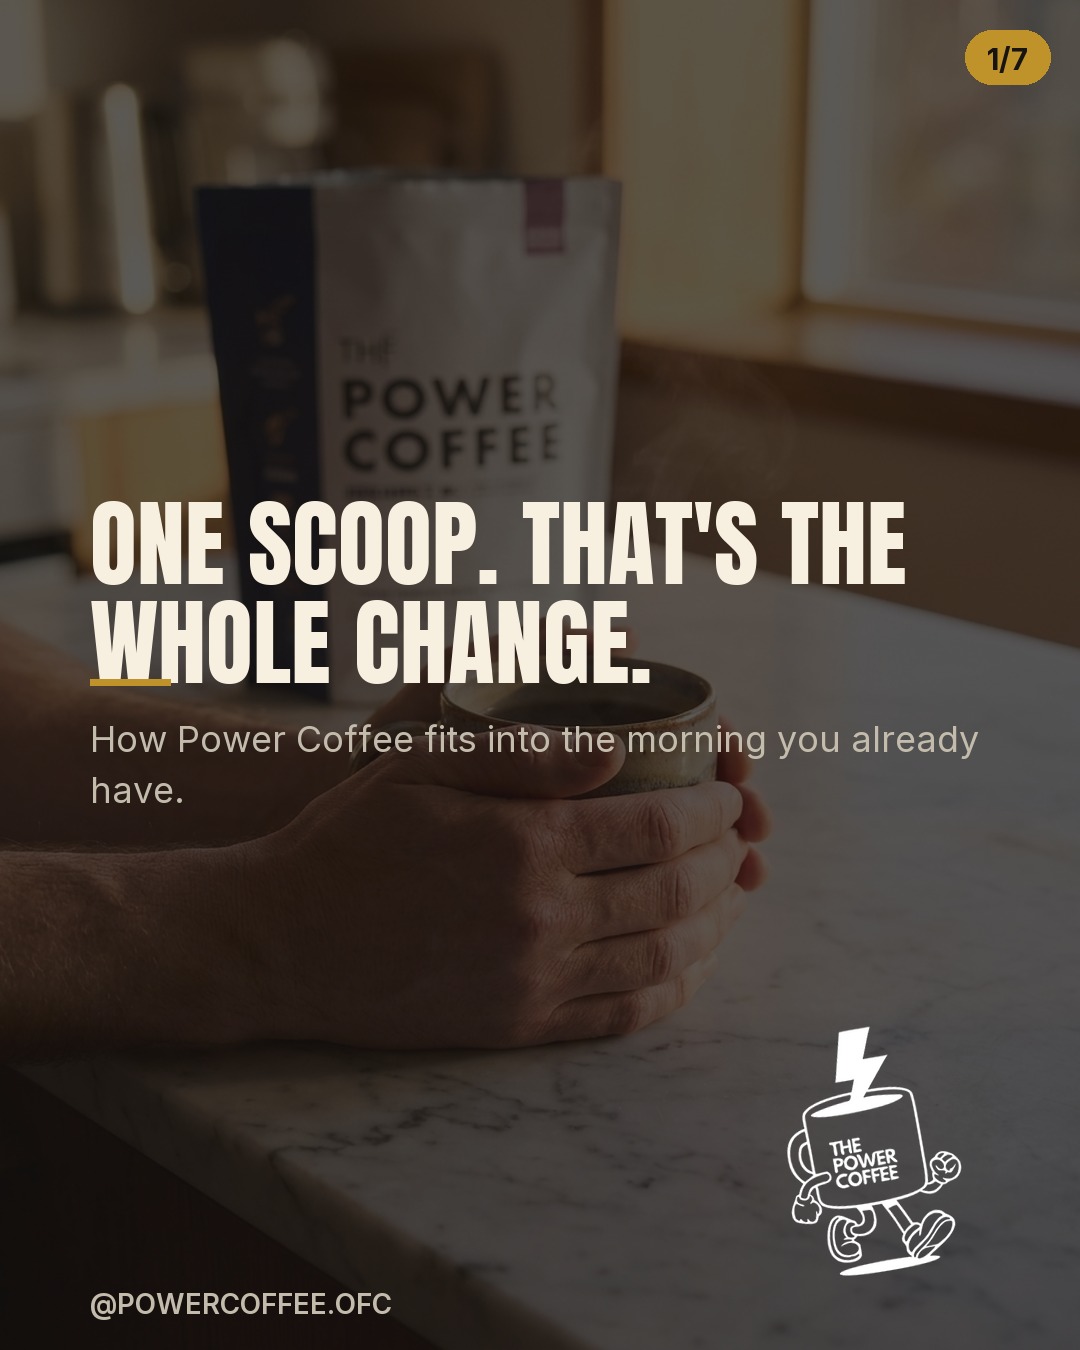 1/7
THE
POWER
COFFEE
ONE SCOOP. THAT'S THE
WHOLE CHANGE.
How Power Coffee fits into the morning you already
have.
THE
POWER
COFFEE
@POWERCOFFEE.OFC